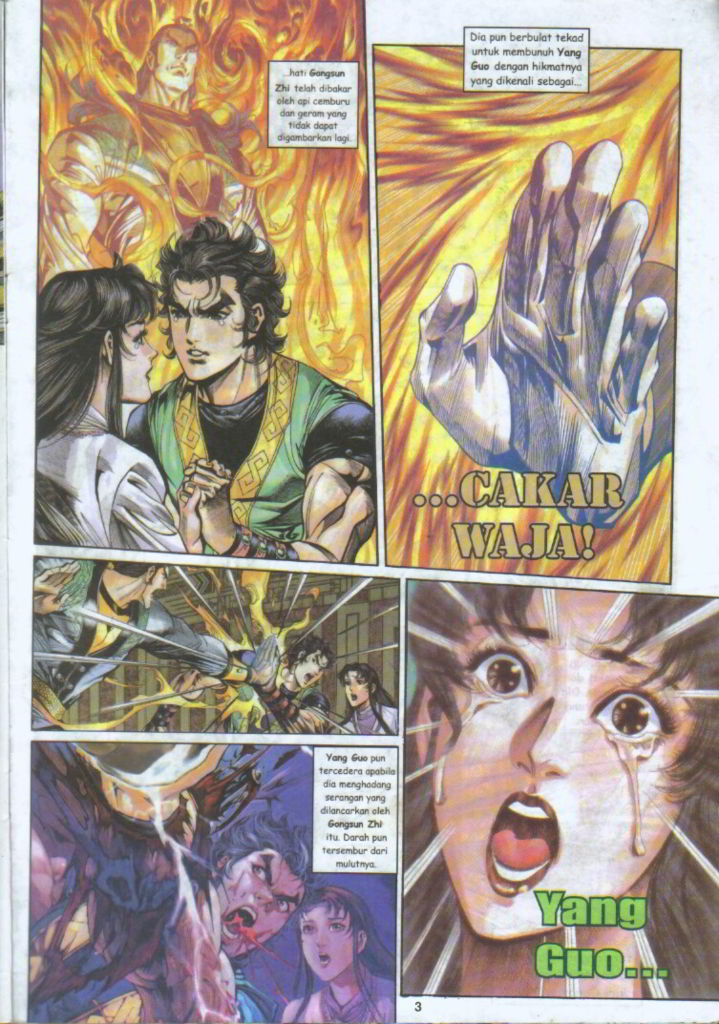 ...hati Gongsun
Zhi telah dibakar
oleh api cemburu
dan geram yang
tidak dapat
digambarkan lagi.
Dia pun berbulat tekad
untuk membunuh Yang
Guo dengan hikmatnya
yang dikenali sebagai...
...CAKAR
WAJA!
Yang Guo pun
tercedera apabila
dia menghadang
serangan yang
dilancarkan oleh
Gongsun Zhi
itu. Darah pun
tersembur dari
mulutnya.
Yang
Guo...
3